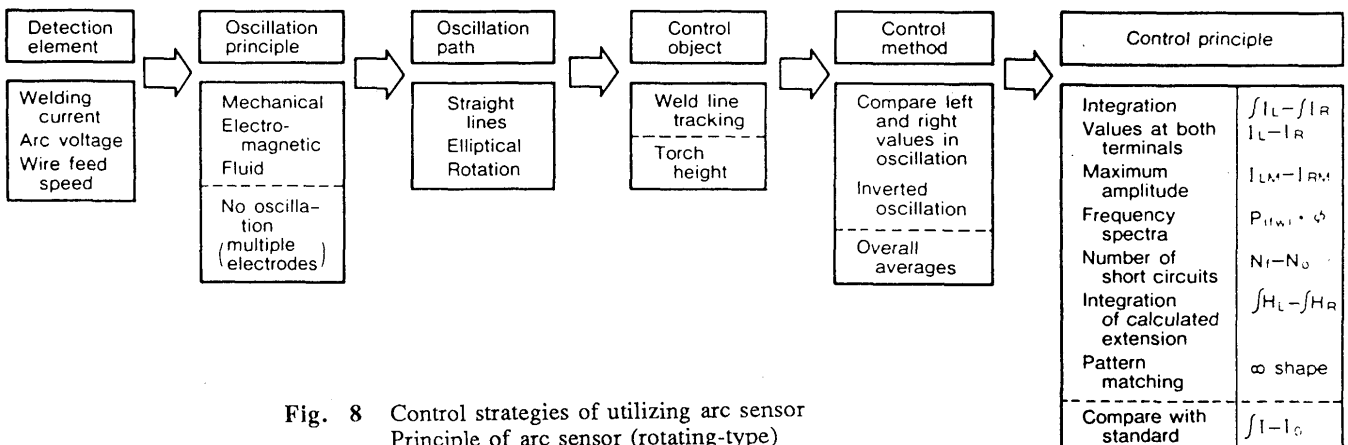 Detection
element
Oscillation
principle
Oscillation
path
Control
object
Control
method
Control principle
Welding
current
Arc voltage
Wire feed
speed
Mechanical
Electro-
magnetic
Fluid
No oscilla-
tion
(multiple
electrodes)
Straight
lines
Elliptical
Rotation
Weld line
tracking
Torch
height
Compare left
and right
values in
oscillation
Inverted
oscillation
Overall
averages
Integration ∫IL−∫IR
Values at both
terminals IL−IR
Maximum
amplitude ILM−IRM
Frequency
spectra
Number of
short circuits
Integration
of calculated
extension ∫HL−∫HR
Pattern
matching ∞ shape
Compare with
standard
Fig. 8 Control strategies of utilizing arc sensor
Principle of arc sensor (rotating-type)